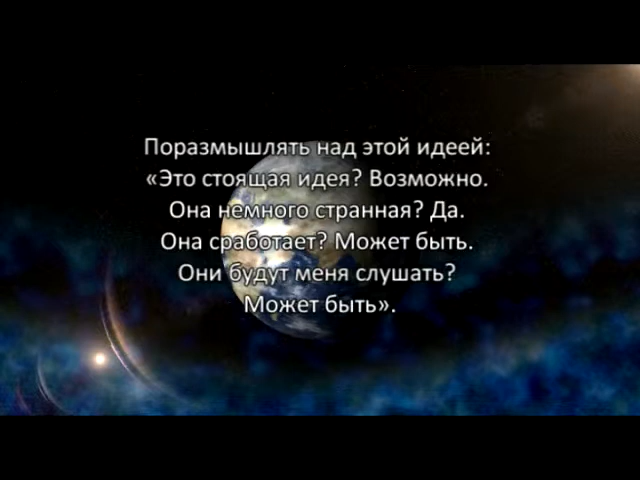 Поразмышлять над этой идеей:
«Это стоящая идея? Возможно.
Она немного странная? Да.
Она сработает? Может быть.
Они будут меня слушать?
Может быть».